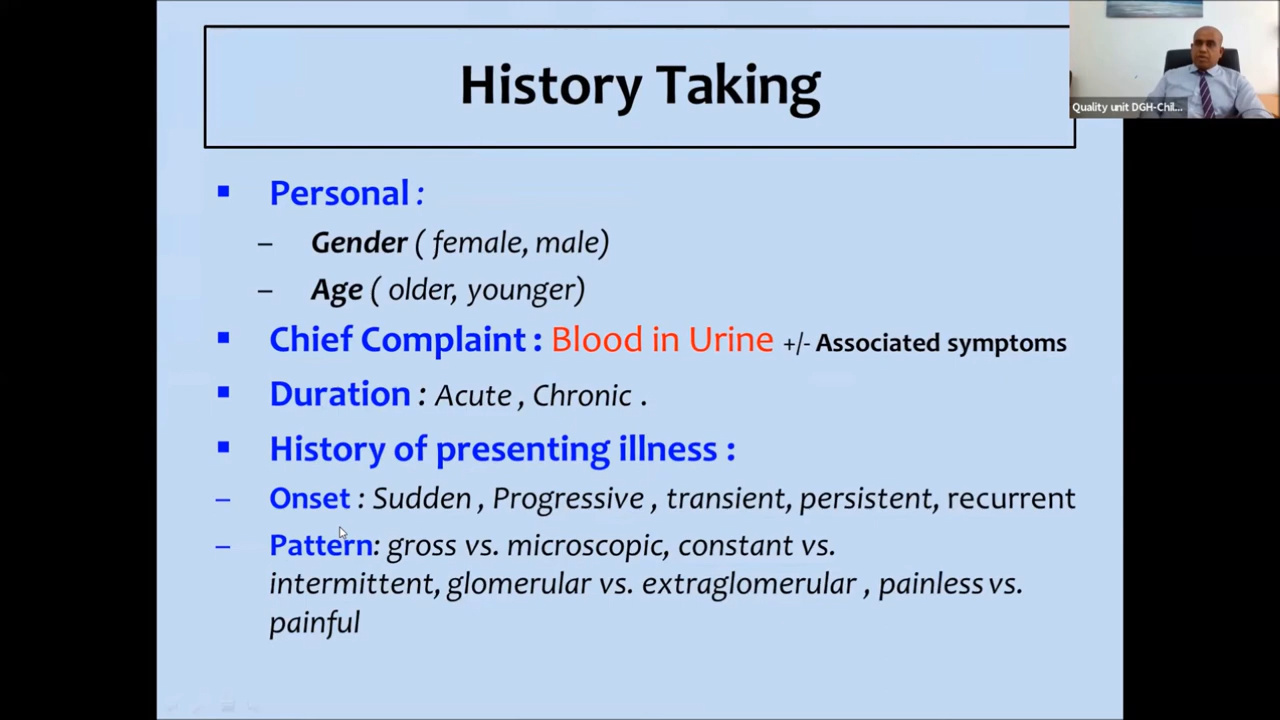 History Taking
Quality unit DGH-Chil...
▪ Personal :
– Gender ( female, male)
– Age ( older, younger)
▪ Chief Complaint : Blood in Urine +/- Associated symptoms
▪ Duration : Acute , Chronic .
▪ History of presenting illness :
– Onset : Sudden , Progressive , transient, persistent, recurrent
– Pattern: gross vs. microscopic, constant vs.
intermittent, glomerular vs. extraglomerular , painless vs.
painful